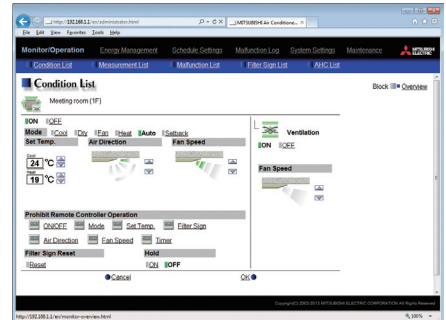 http://192.168.1.1/en/administrator.html
MITSUBISHI Air Conditione...
File Edit View Favorites Tools Help
Monitor/Operation Energy Management Schedule Settings Malfunction Log System Settings Maintenance MITSUBISHI ELECTRIC
Condition List Measurement List Malfunction List Filter Sign List AHC List
Condition List
Block Overview
Meeting room (1F)
ON OFF
Mode Cool Dry Fan Heat Auto Setback
Set Temp. Air Direction Fan Speed
Ventilation
ON OFF
Cool
24 °C
Heat
19 °C
Fan Speed
Prohibit Remote Controller Operation
ON/OFF Mode Set Temp. Filter Sign
Air Direction Fan Speed Timer
Filter Sign Reset Hold
Reset ON OFF
Cancel OK
Copyright(C) 2003-2013 MITSUBISHI ELECTRIC CORPORATION All Rights Reserved
http://192.168.1.1/en/monitor-overview.html
100%